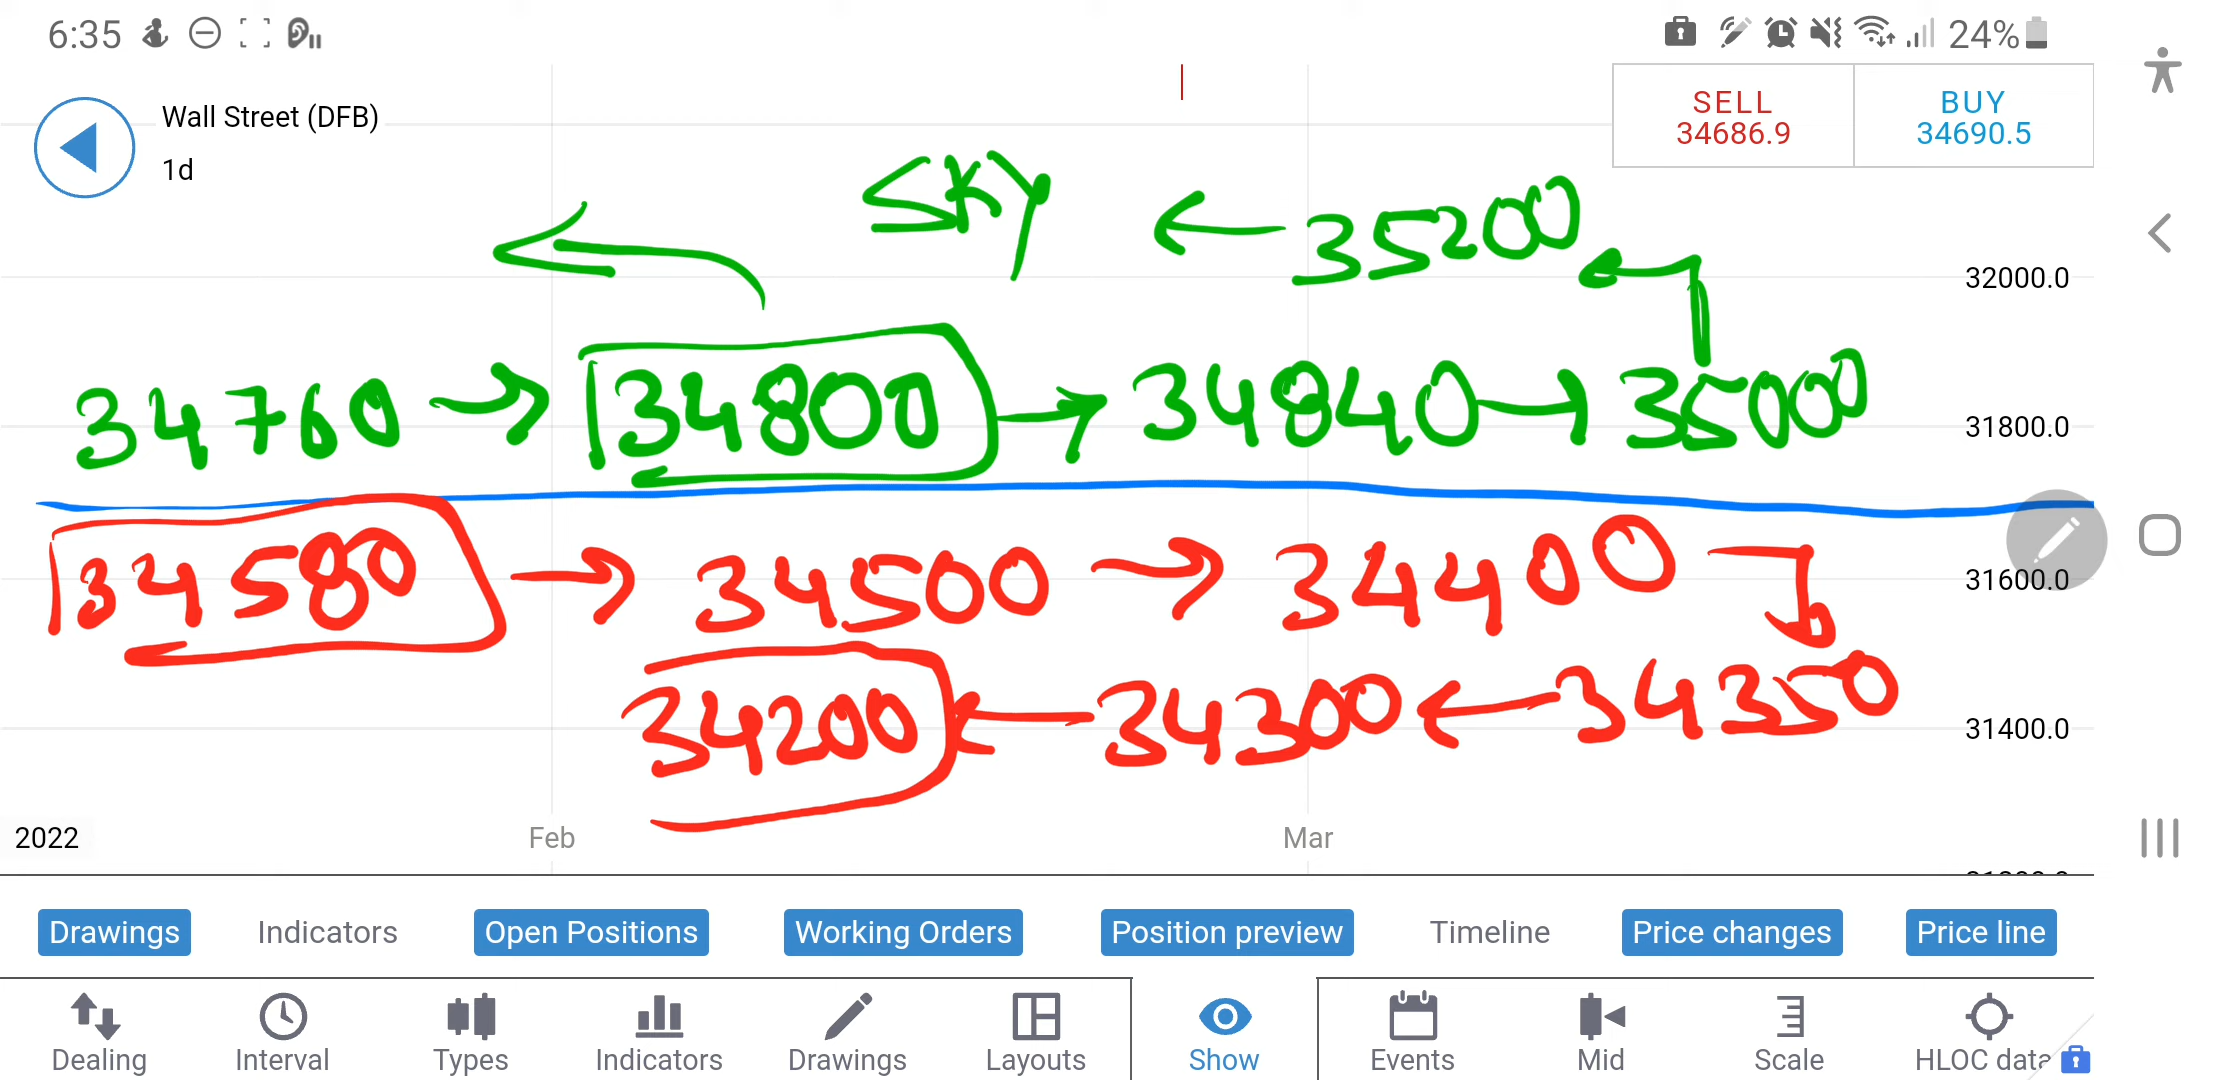 6:35
24%
Wall Street (DFB)
1d
SELL
34686.9
BUY
34690.5
SKY ← 35200
32000.0
34760 → 34800 → 34840 → 35000
31800.0
34580 → 34500 → 34400
31600.0
34200 ← 34300 ← 34350
31400.0
2022 Feb Mar
Drawings Indicators Open Positions Working Orders Position preview Timeline Price changes Price line
Dealing Interval Types Indicators Drawings Layouts Show Events Mid Scale HLOC data